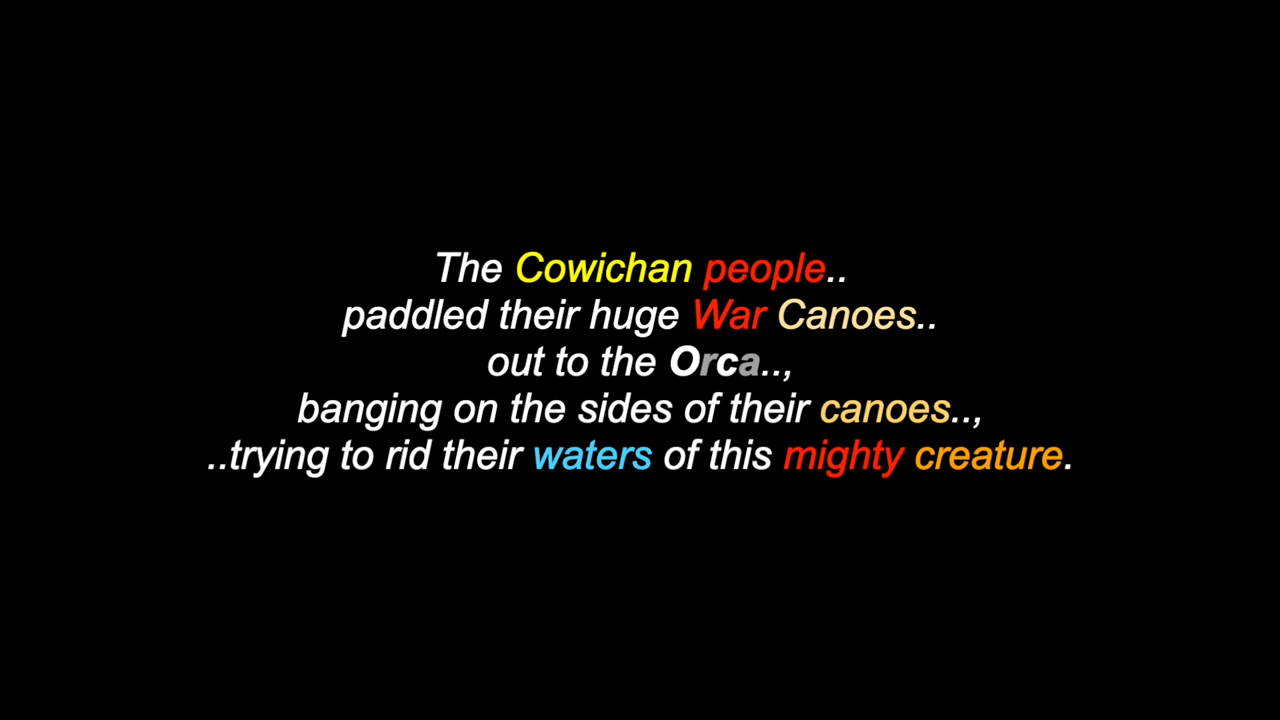 The Cowichan people..
paddled their huge War Canoes..
out to the Orca..,
banging on the sides of their canoes..,
..trying to rid their waters of this mighty creature.